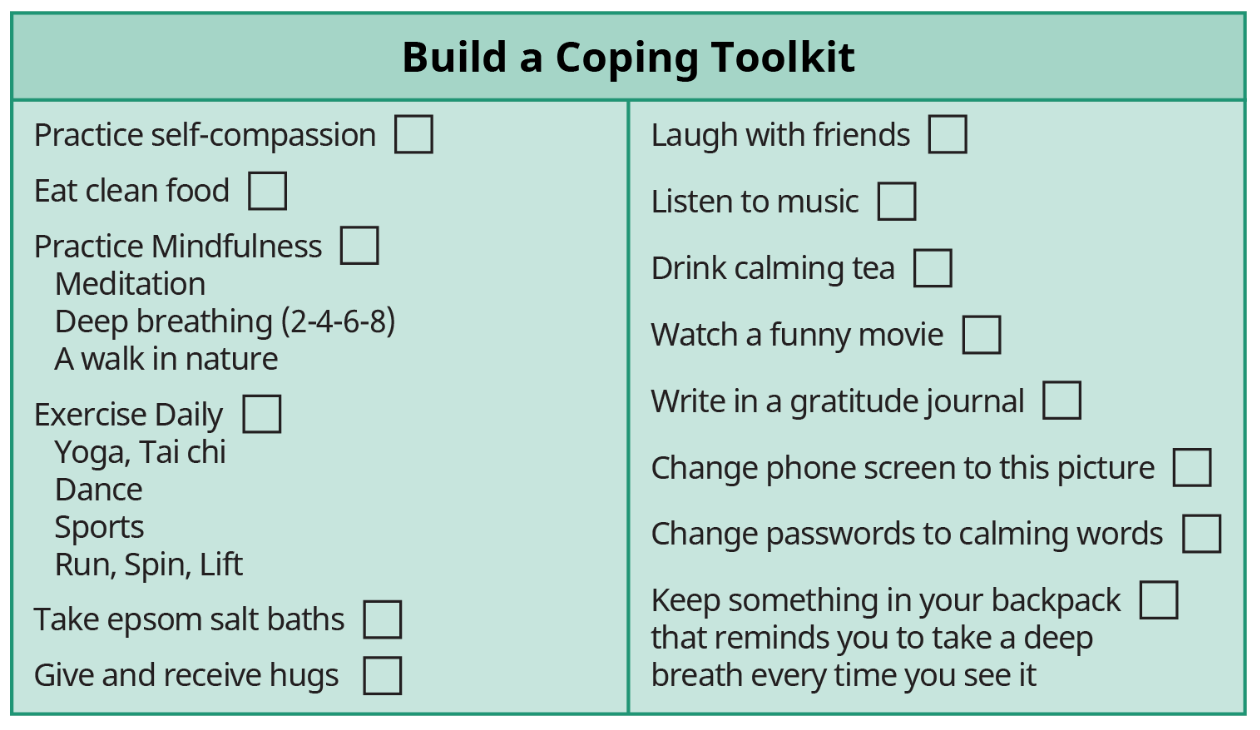 Build a Coping Toolkit
Practice self-compassion
Eat clean food
Practice Mindfulness
Meditation
Deep breathing (2-4-6-8)
A walk in nature
Exercise Daily
Yoga, Tai chi
Dance
Sports
Run, Spin, Lift
Take epsom salt baths
Give and receive hugs
Laugh with friends
Listen to music
Drink calming tea
Watch a funny movie
Write in a gratitude journal
Change phone screen to this picture
Change passwords to calming words
Keep something in your backpack
that reminds you to take a deep
breath every time you see it